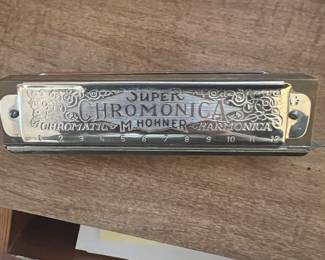 SUPER
CHROMONICA
CHROMATIC M HOHNER HARMONICA
1 2 3 4 5 6 7 8 9 10 11 12